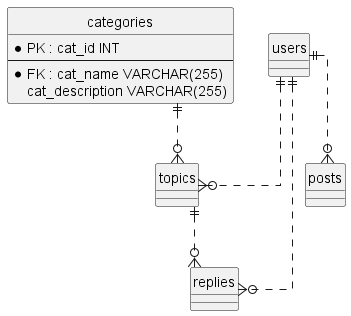 categories
PK : cat_id INT
FK : cat_name VARCHAR(255)
cat_description VARCHAR(255)
users
topics
posts
replies